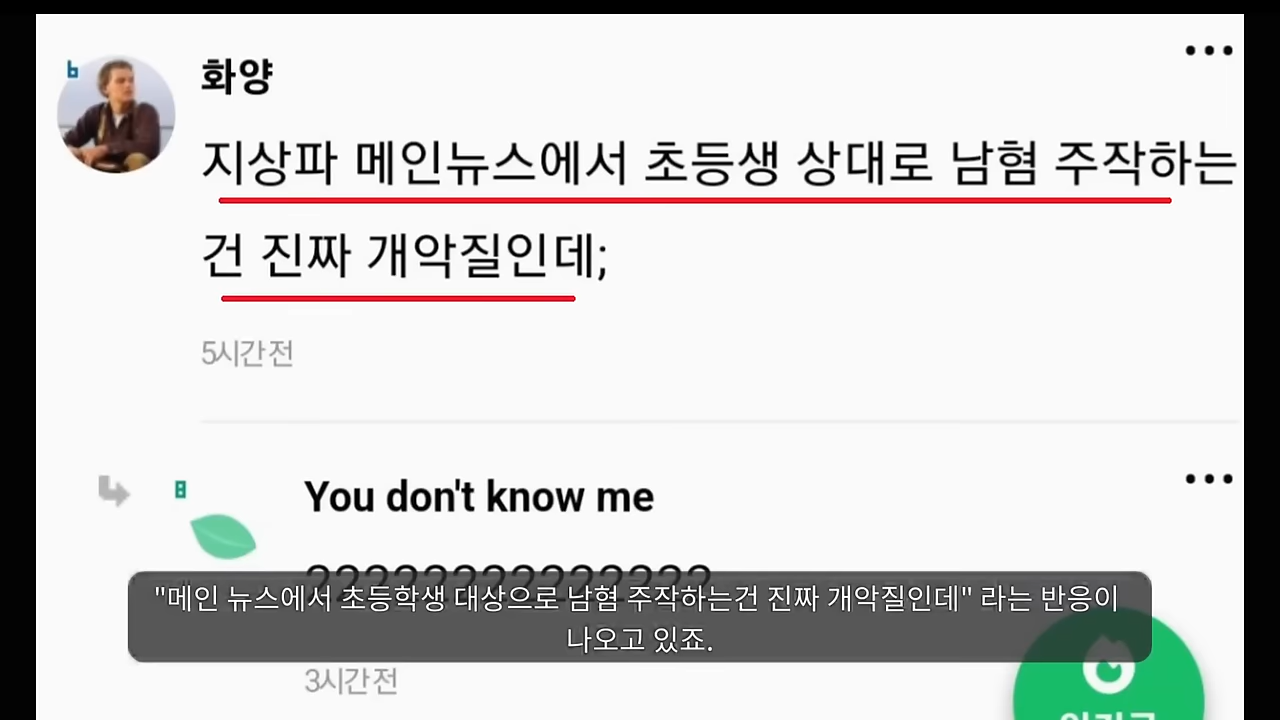 화양
지상파 메인뉴스에서 초등생 상대로 남혐 주작하는
건 진짜 개악질인데;
5시간 전
You don't know me
"메인 뉴스에서 초등학생 대상으로 남혐 주작하는건 진짜 개악질인데" 라는 반응이
나오고 있죠.
3시간 전